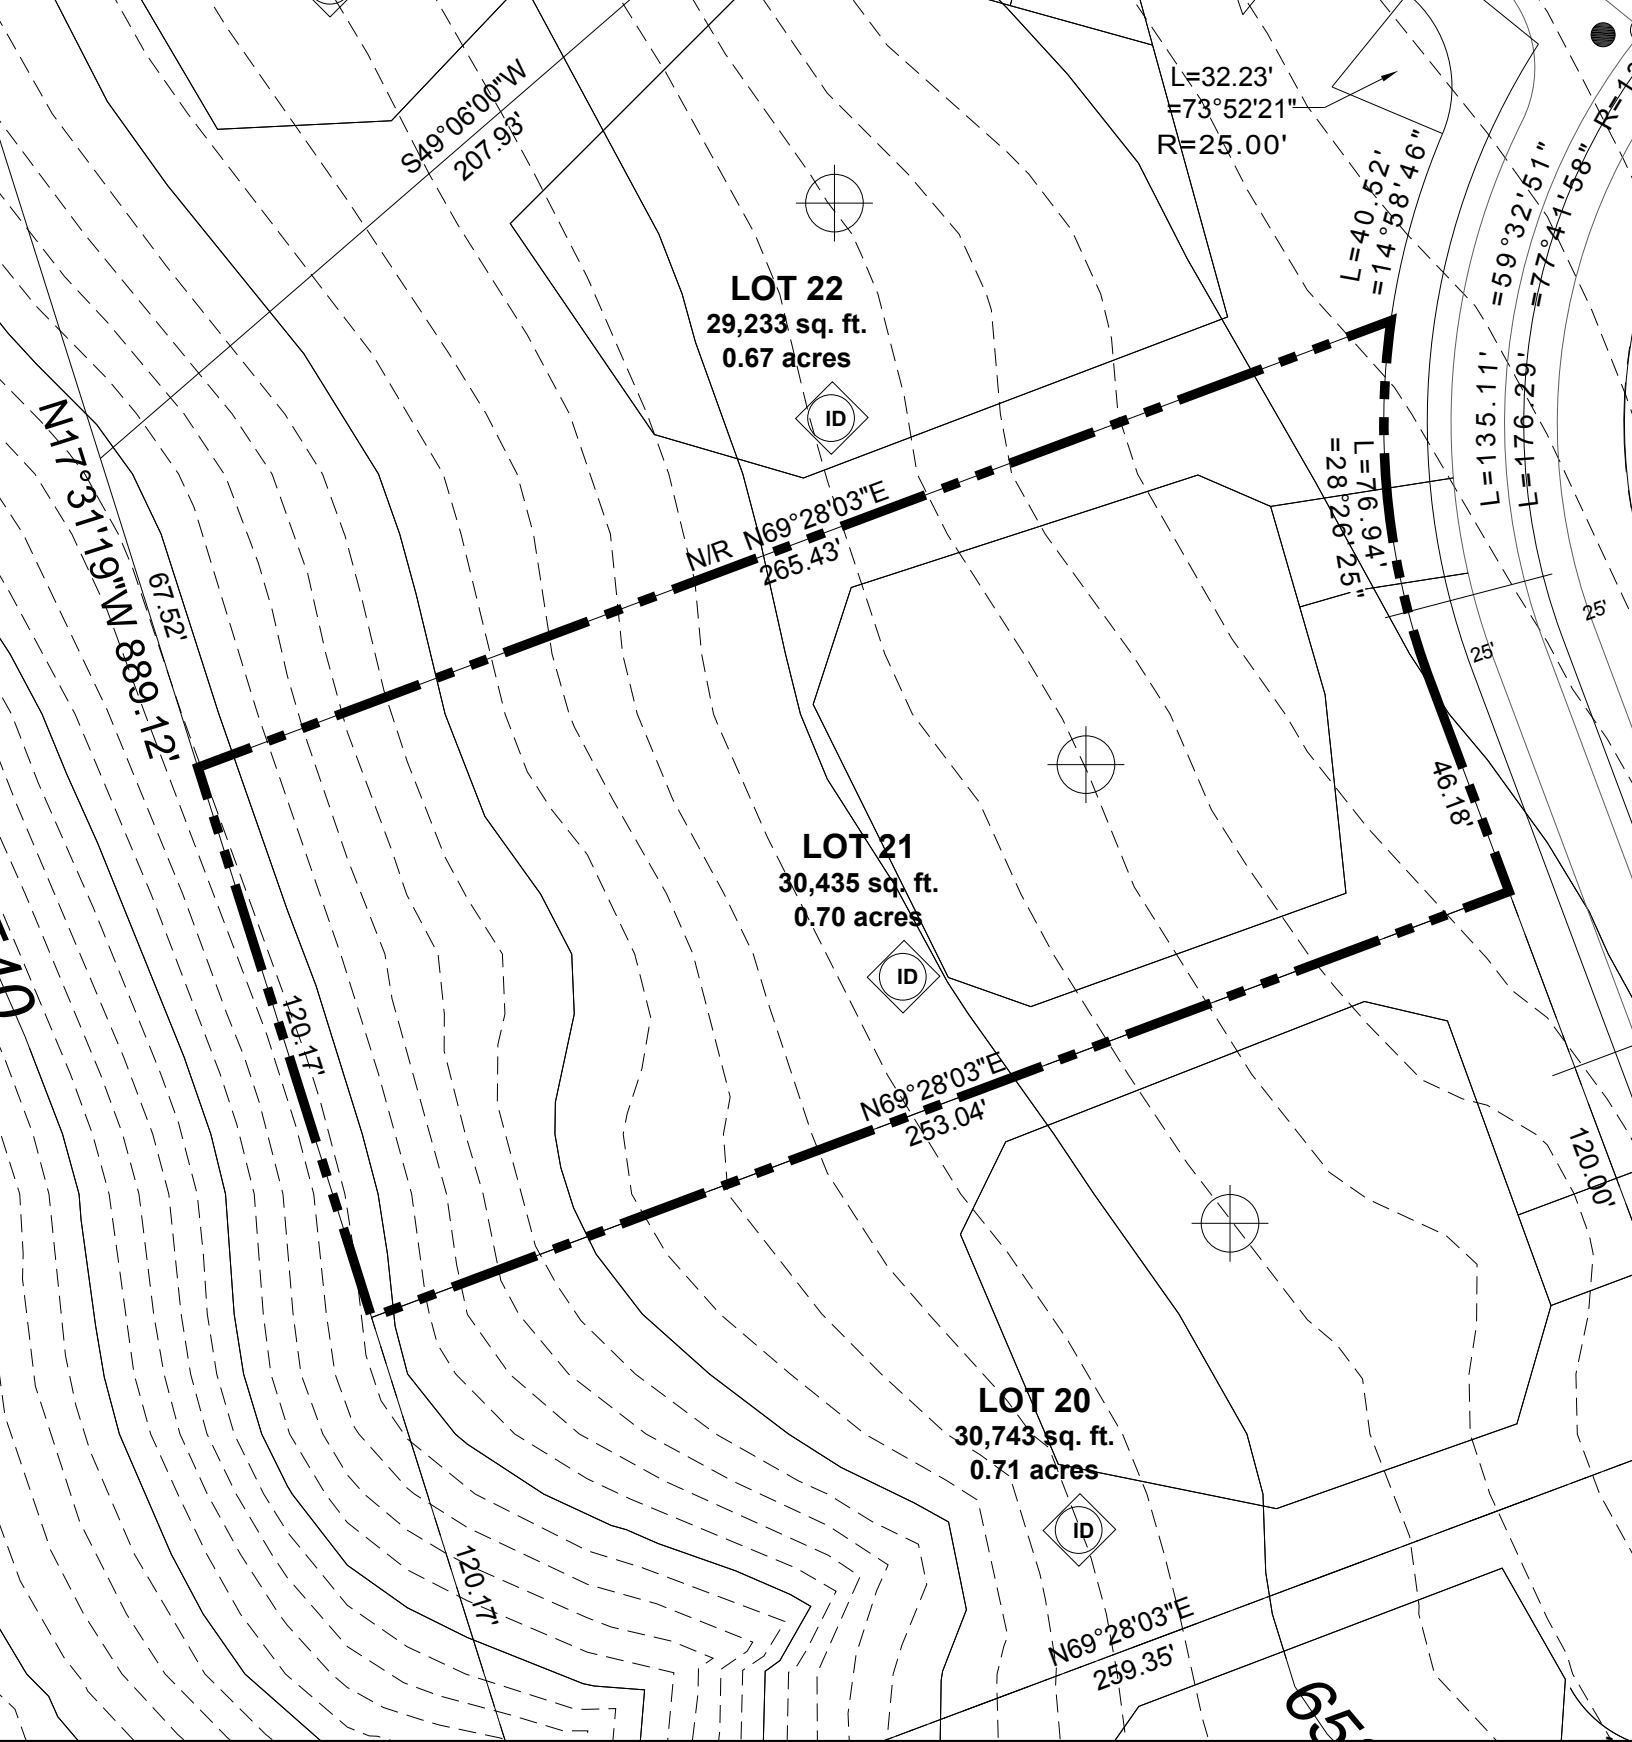 S49°06'00"W
207.93'
L=32.23'
=73°52'21"
R=25.00'
L=40.52'
=14°58'46"
=59°32'51"
=77°41'58"
L=135.11'
L=176.29'
LOT 22
29,233 sq. ft.
0.67 acres
ID
N17°31'19"W 889.12'
67.52'
N/R N69°28'03"E
265.43'
L=76.94'
=28°26'25"
25'
25'
46.18'
LOT 21
30,435 sq. ft.
0.70 acres
ID
120.17'
N69°28'03"E
253.04'
120.00'
LOT 20
30,743 sq. ft.
0.71 acres
ID
120.17'
N69°28'03"E
259.35'